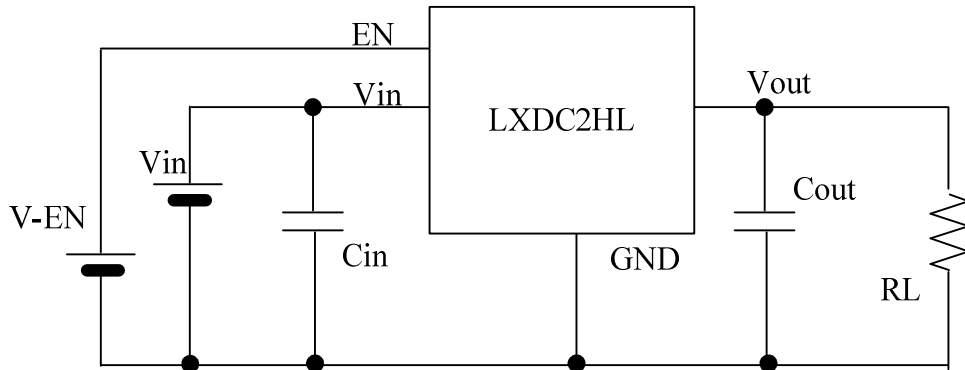 EN
Vin
LXDC2HL
Vout
Vin
V-EN
Cin
GND
Cout
RL